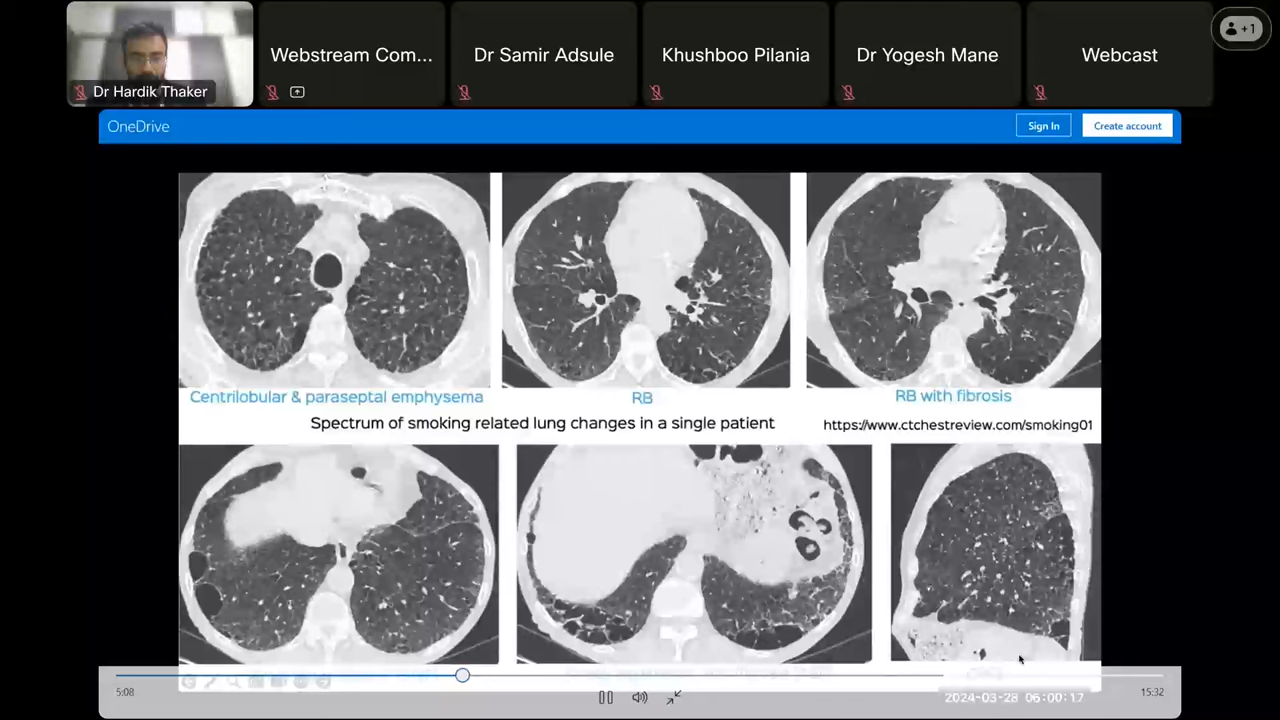 Webstream Com...
Dr Samir Adsule
Khushboo Pilania
Dr Yogesh Mane
Webcast
+1
Dr Hardik Thaker
OneDrive
Sign In
Create account
Centrilobular & paraseptal emphysema
RB
RB with fibrosis
Spectrum of smoking related lung changes in a single patient
https://www.ctchestreview.com/smoking01
5:08
2024-03-28 06:00:17
15:32